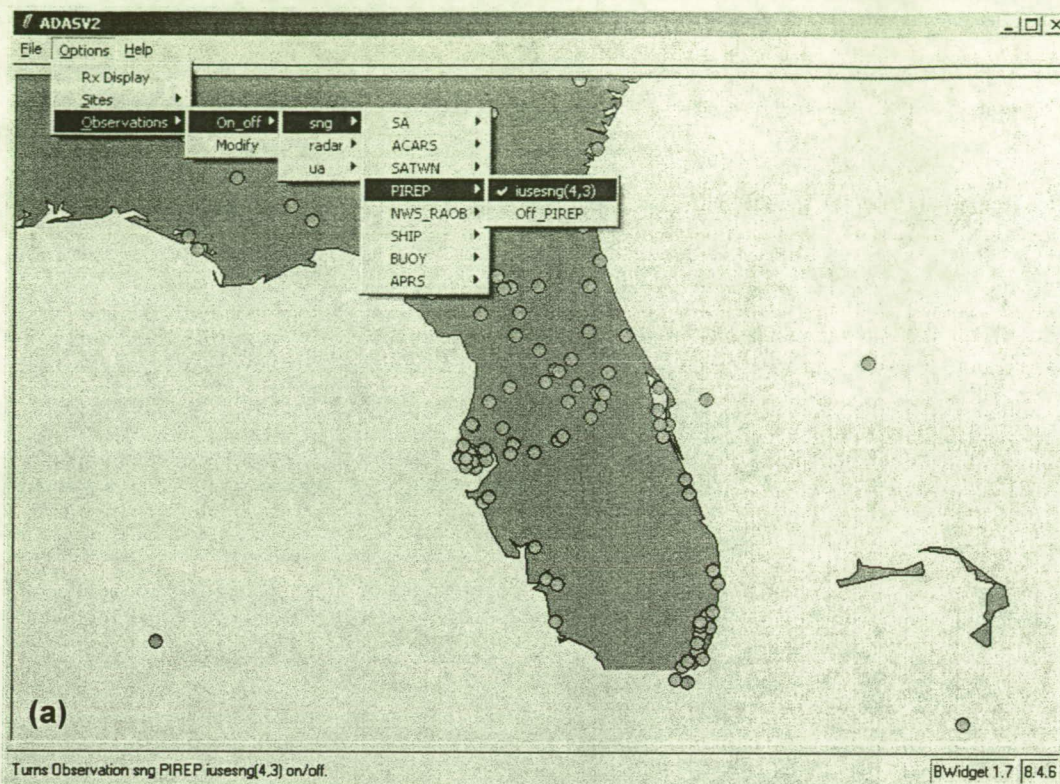 ADASV2
File Options Help
Rx Display
Sites
Observations
On_off
Modify
sng
radar
ua
SA
ACARS
SATWN
PIREP
NWS_RAOB
SHIP
BUOY
APRS
iusesng(4,3)
Off_PIREP
(a)
Turns Observation sng PIREP iusesng(4,3) on/off.
BWidget 1.7 8.4.6